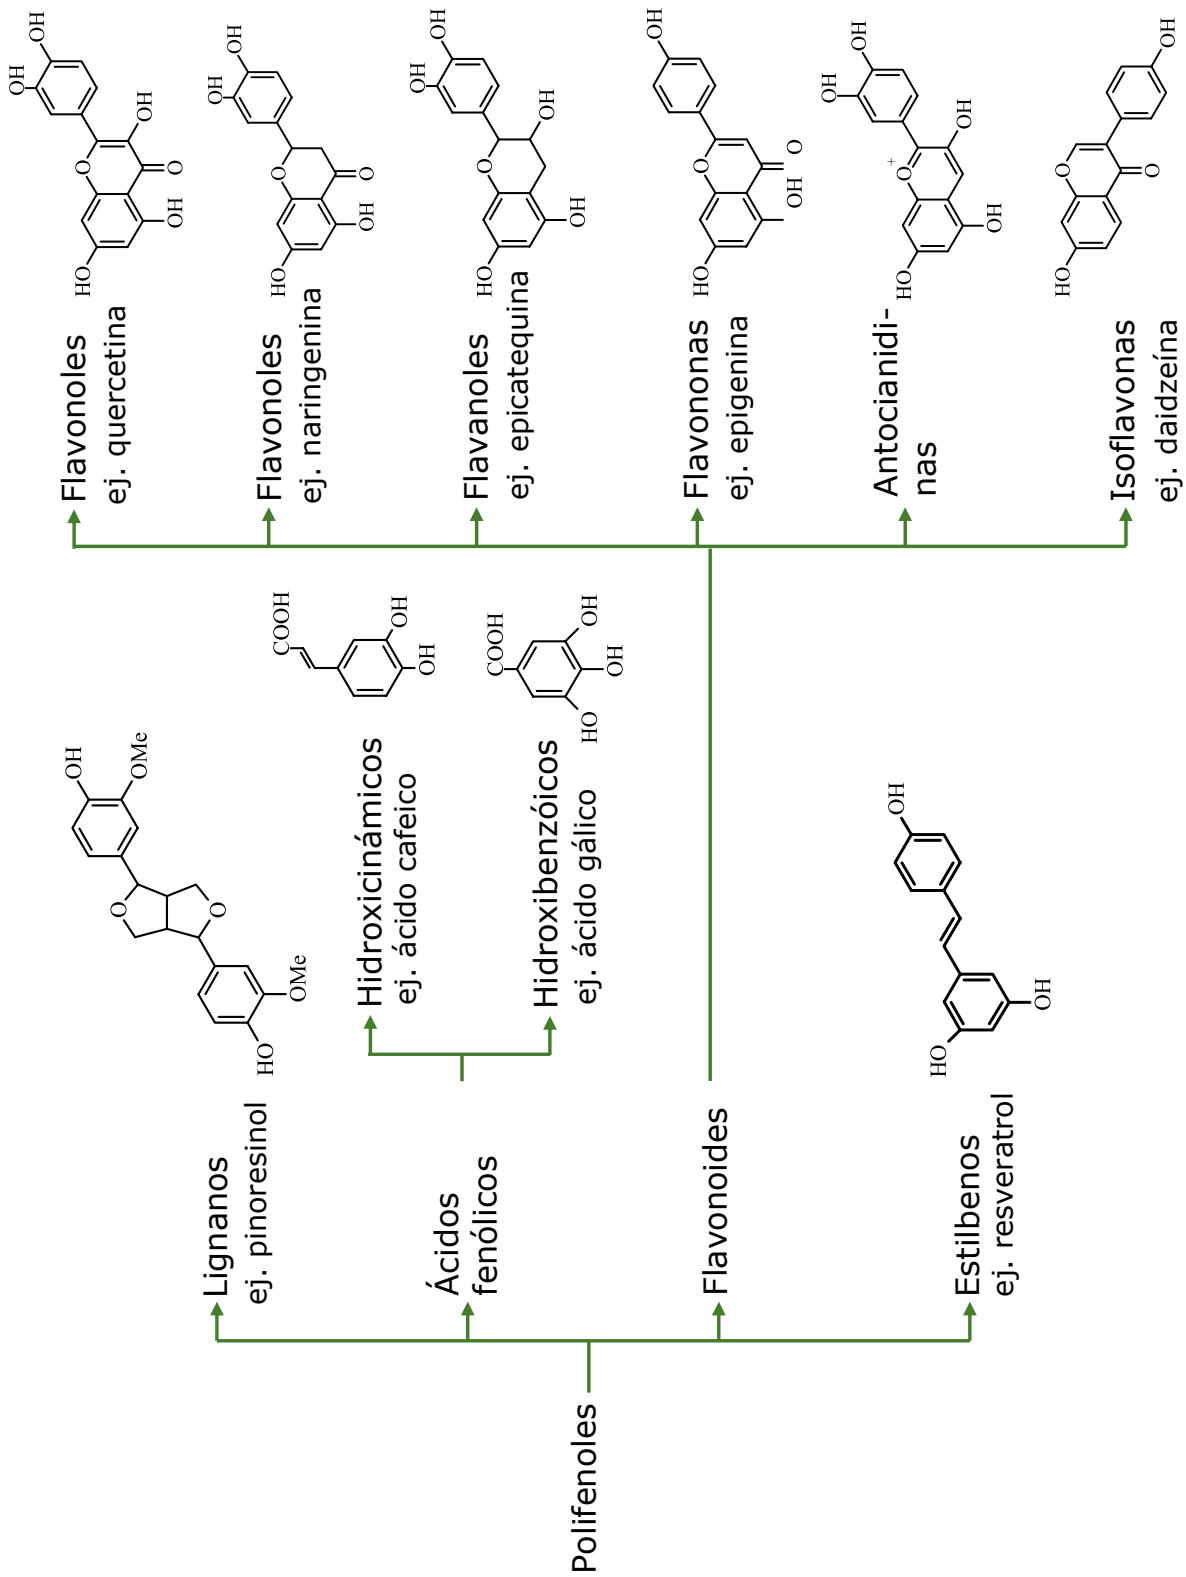 Polifenoles
Lignanos
ej. pinoresinol
HO
OMe
O
O
OMe
OH
Ácidos
fenólicos
Hidroxicinámicos
ej. ácido cafeico
COOH
OH
OH
Hidroxibenzóicos
ej. ácido gálico
COOH
HO
OH
OH
Flavonoides
Flavonoles
ej. quercetina
HO
O
OH
OH
OH
O
OH
Flavonoles
ej. naringenina
HO
O
OH
OH
O
OH
Flavanoles
ej. epicatequina
HO
O
OH
OH
OH
OH
Flavononas
ej. epigenina
HO
O
OH
OH
O
Antocianidi-
nas
HO
O
+
OH
OH
OH
OH
Isoflavonas
ej. daidzeína
HO
O
O
OH
Estilbenos
ej. resveratrol
HO
OH
OH